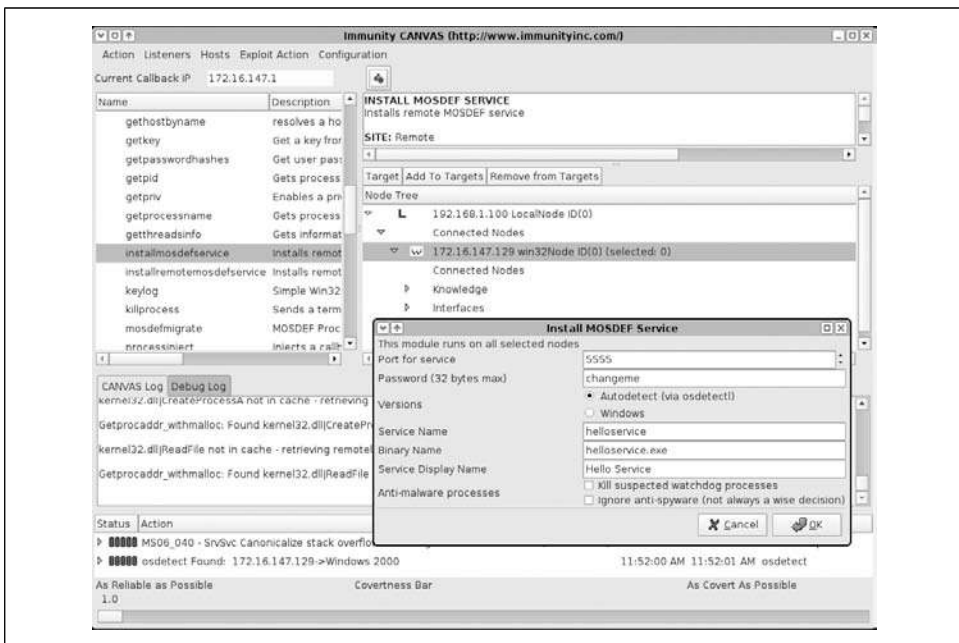 Immunity CANVAS (http://www.immunityinc.com/)
Action Listeners Hosts Exploit Action Configuration
Current Callback IP 172.16.147.1
Name Description
gethostbyname resolves a ho
getkey Get a key fror
getpasswordhashes Get user pass
getpid Gets process
getpriv Enables a priv
getprocessname Gets process
getthreadsinfo Gets informat
installmosdefservice Installs remot
installremotemosdefservice Installs remot
keylog Simple Win32
killprocess Sends a term
mosdefmigrate MOSDEF Proc
processinject Injects a callb
INSTALL MOSDEF SERVICE
Installs remote MOSDEF service
SITE: Remote
Target Add To Targets Remove from Targets
Node Tree
L 192.168.1.100 LocalNode ID(0)
Connected Nodes
W 172.16.147.129 win32Node ID(0) (selected: 0)
Connected Nodes
Knowledge
Interfaces
CANVAS Log Debug Log
kernel32.dll|CreateProcessA not in cache - retrieving
Getprocaddr_withmalloc: Found kernel32.dll|CreatePr
kernel32.dll|ReadFile not in cache - retrieving remotel
Getprocaddr_withmalloc: Found kernel32.dll|ReadFile
Install MOSDEF Service
This module runs on all selected nodes
Port for service 5555
Password (32 bytes max) changeme
Versions Autodetect (via osdetect!)
Windows
Service Name helloservice
Binary Name helloservice.exe
Service Display Name Hello Service
Anti-malware processes Kill suspected watchdog processes
Ignore anti-spyware (not always a wise decision)
Cancel OK
Status Action
MS06_040 - SrvSvc Canonicalize stack overflo
osdetect Found: 172.16.147.129->Windows 2000 11:52:00 AM 11:52:01 AM osdetect
As Reliable as Possible Covertness Bar As Covert As Possible
1.0